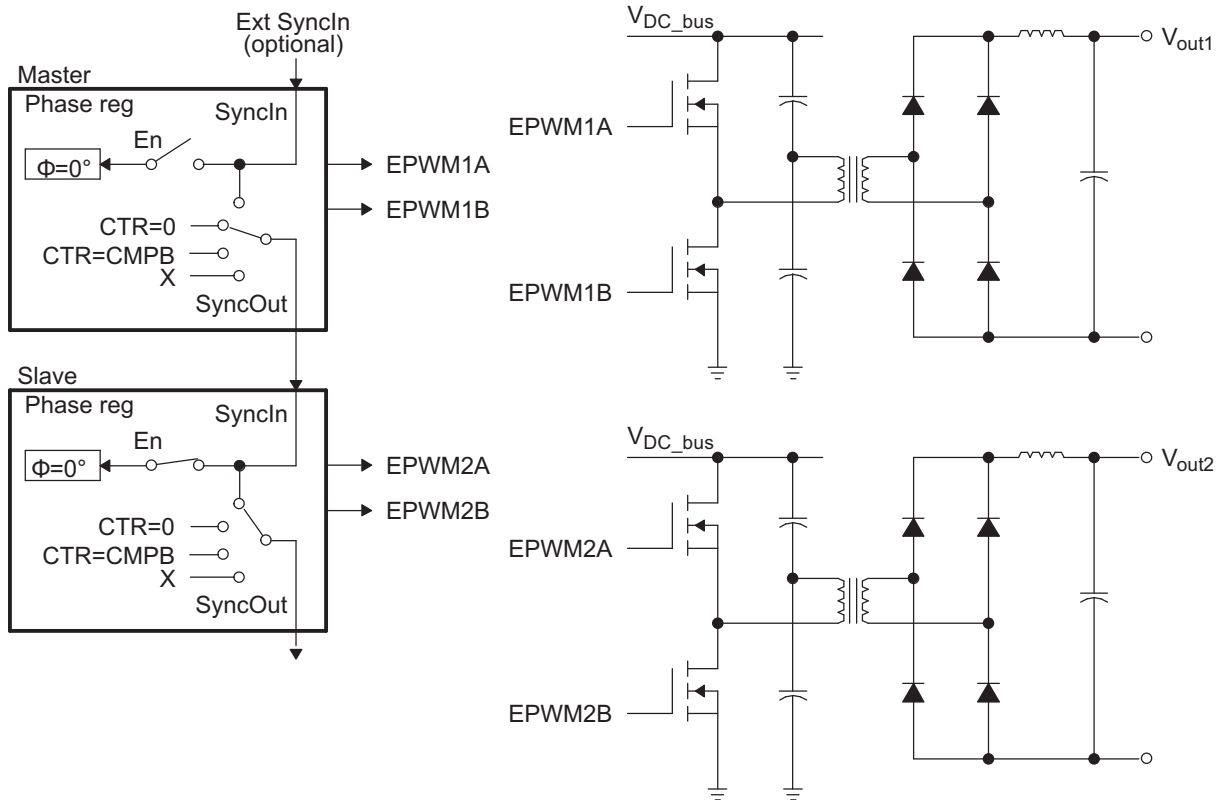 Ext SyncIn
(optional)
Master
Phase reg
SyncIn
En
Φ=0°
EPWM1A
EPWM1B
CTR=0
CTR=CMPB
X
SyncOut
Slave
Phase reg
SyncIn
En
Φ=0°
EPWM2A
EPWM2B
CTR=0
CTR=CMPB
X
SyncOut
VDC_bus
Vout1
EPWM1A
EPWM1B
VDC_bus
Vout2
EPWM2A
EPWM2B